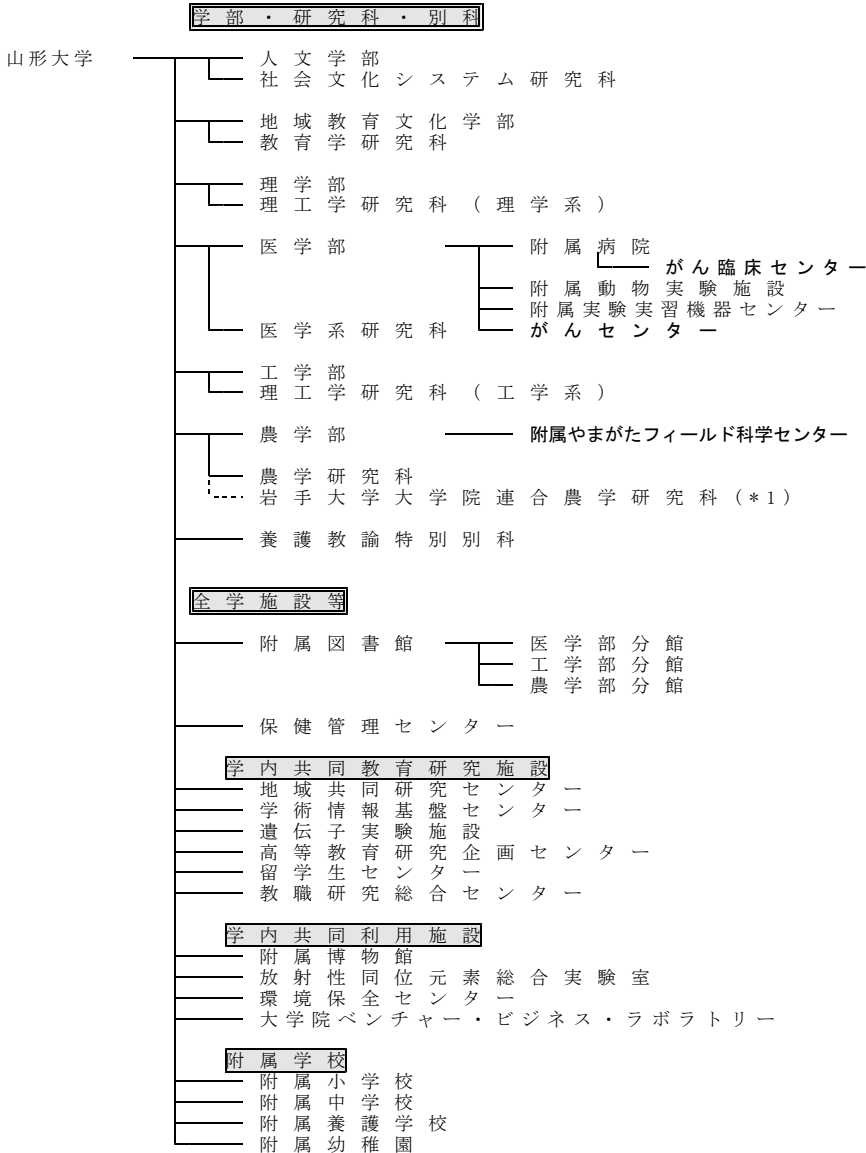 学部・研究科・別科
山形大学 人文学部
社会文化システム研究科
地域教育文化学部
教育学研究科
理学部
理工学研究科(理学系)
医学部 附属病院
がん臨床センター
附属動物実験施設
附属実験実習機器センター
医学系研究科 がんセンター
工学部
理工学研究科(工学系)
農学部 附属やまがたフィールド科学センター
農学研究科
岩手大学大学院連合農学研究科(*1)
養護教諭特別別科
全学施設等
附属図書館 医学部分館
工学部分館
農学部分館
保健管理センター
学内共同教育研究施設
地域共同研究センター
学術情報基盤センター
遺伝子実験施設
高等教育研究企画センター
留学生センター
教職研究総合センター
学内共同利用施設
附属博物館
放射性同位元素総合実験室
環境保全センター
大学院ベンチャー・ビジネス・ラボラトリー
附属学校
附属小学校
附属中学校
附属養護学校
附属幼稚園